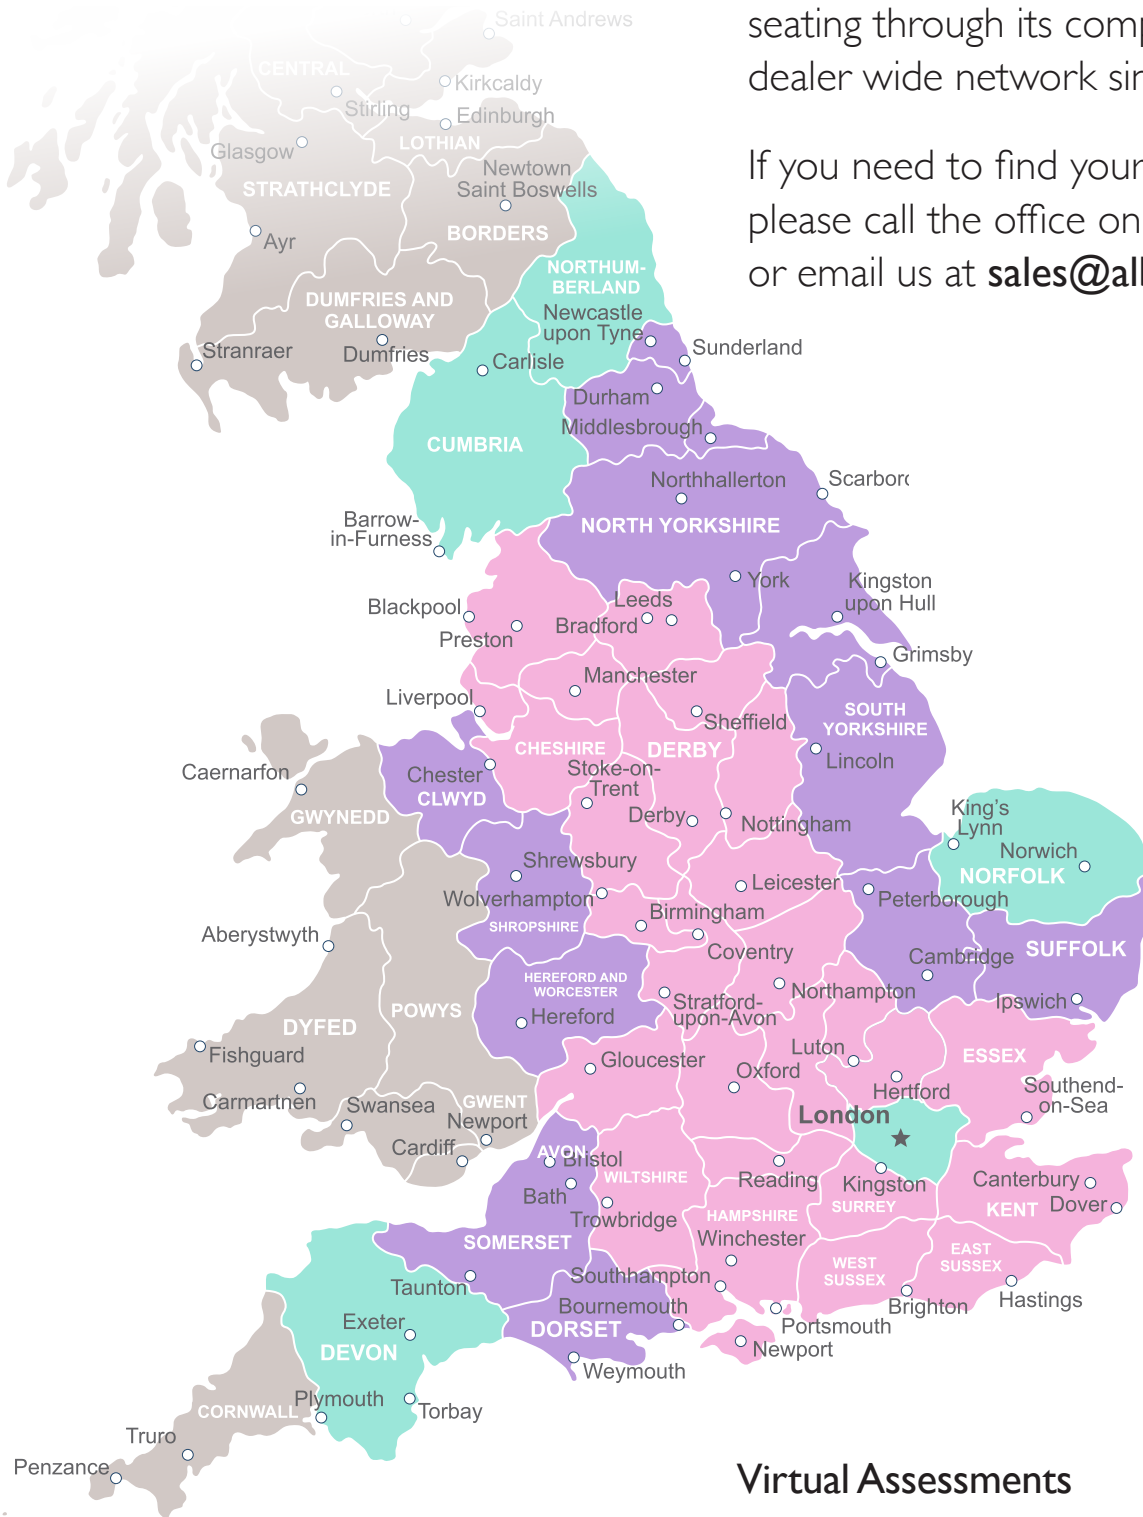 seating through its comp
dealer wide network sin
If you need to find your
please call the office on
or email us at sales@all
Saint Andrews
CENTRAL
Kirkcaldy
Stirling
Edinburgh
LOTHIAN
Glasgow
Newtown
Saint Boswells
STRATHCLYDE
Ayr
BORDERS
NORTHUM-
BERLAND
DUMFRIES AND
GALLOWAY
Newcastle
upon Tyne
Stranraer
Dumfries
Sunderland
Carlisle
Durham
Middlesbrough
CUMBRIA
Northhallerton
Scarborc
NORTH YORKSHIRE
Barrow-
in-Furness
York
Kingston
upon Hull
Blackpool
Leeds
Bradford
Preston
Grimsby
Manchester
Liverpool
Sheffield
SOUTH
YORKSHIRE
CHESHIRE
DERBY
Lincoln
Caernarfon
Chester
CLWYD
Stoke-on-
Trent
GWYNEDD
Derby
Nottingham
King's
Lynn
Norwich
NORFOLK
Shrewsbury
Wolverhampton
Leicester
Peterborough
SHROPSHIRE
Birmingham
Aberystwyth
Coventry
Cambridge
SUFFOLK
HEREFORD AND
WORCESTER
Northampton
Ipswich
Stratford-
upon-Avon
POWYS
Hereford
DYFED
Fishguard
Gloucester
Luton
ESSEX
Oxford
Hertford
Southend-
on-Sea
Carmartnen
Swansea
GWENT
Newport
London
Cardiff
AVON
Bristol
WILTSHIRE
Reading
Kingston
Canterbury
Bath
Trowbridge
HAMPSHIRE
SURREY
KENT
Dover
Winchester
SOMERSET
WEST
SUSSEX
EAST
SUSSEX
Taunton
Southhampton
Bournemouth
Brighton
Hastings
Exeter
DORSET
Portsmouth
DEVON
Newport
Weymouth
Plymouth
CORNWALL
Torbay
Truro
Penzance
Virtual Assessments